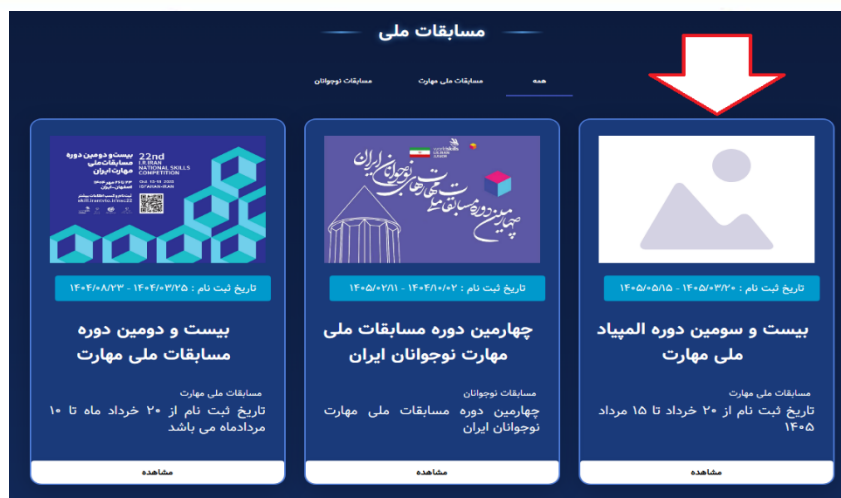 مسابقات ملی
همه
مسابقات ملی مهارت
مسابقات نوجوانان
تاریخ ثبت نام : ۱۴۰۵/۰۳/۲۰ - ۱۴۰۵/۰۵/۱۵
بیست و سومین دوره المپیاد
ملی مهارت
مسابقات ملی مهارت
تاریخ ثبت نام از ۲۰ خرداد تا ۱۵ مرداد
۱۴۰۵
مشاهده
چهارمین دوره مسابقات ملی مهارت نوجوانان ایران
تاریخ ثبت نام : ۱۴۰۴/۱۰/۰۲ - ۱۴۰۵/۰۲/۱۱
چهارمین دوره مسابقات ملی
مهارت نوجوانان ایران
مسابقات نوجوانان
چهارمین دوره مسابقات ملی مهارت
نوجوانان ایران
مشاهده
بیست و دومین دوره
مسابقات ملی
مهارت ایران
22nd
I.R.IRAN
NATIONAL SKILLS
COMPETITION
تاریخ ثبت نام : ۱۴۰۴/۰۳/۲۵ - ۱۴۰۴/۰۸/۲۳
بیست و دومین دوره
مسابقات ملی مهارت
مسابقات ملی مهارت
تاریخ ثبت نام از ۲۰ خرداد ماه تا ۱۰
مردادماه می باشد
مشاهده